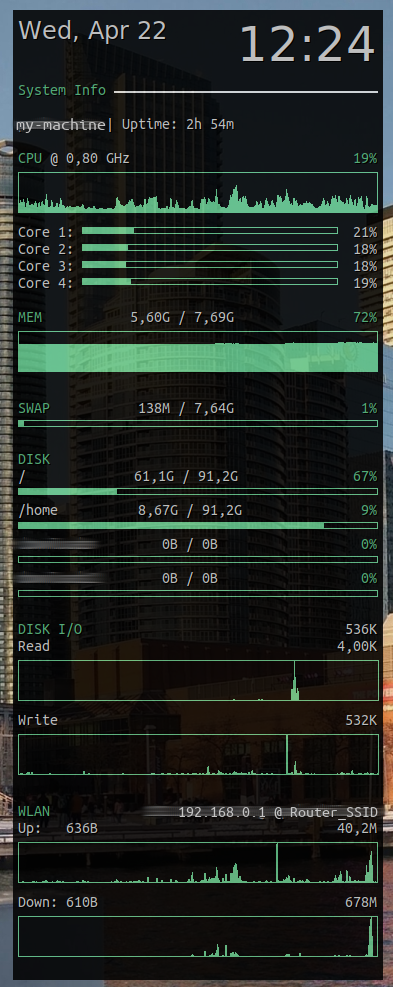 Wed, Apr 22 12:24
System Info
my-machine| Uptime: 2h 54m
CPU @ 0,80 GHz 19%
Core 1: 21%
Core 2: 18%
Core 3: 18%
Core 4: 19%
MEM 5,60G / 7,69G 72%
SWAP 138M / 7,64G 1%
DISK
/ 61,1G / 91,2G 67%
/home 8,67G / 91,2G 9%
0B / 0B 0%
0B / 0B 0%
DISK I/O 536K
Read 4,00K
Write 532K
WLAN 192.168.0.1 @ Router_SSID
Up: 636B 40,2M
Down: 610B 678M